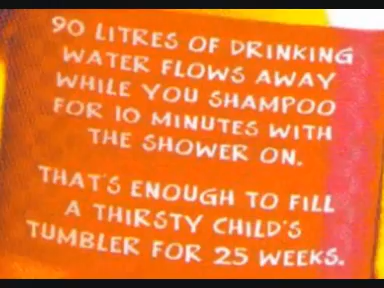 90 LITRES OF DRINKING
WATER FLOWS AWAY
WHILE YOU SHAMPOO
FOR 10 MINUTES WITH
THE SHOWER ON.
THAT'S ENOUGH TO FILL
A THIRSTY CHILD'S
TUMBLER FOR 25 WEEKS.